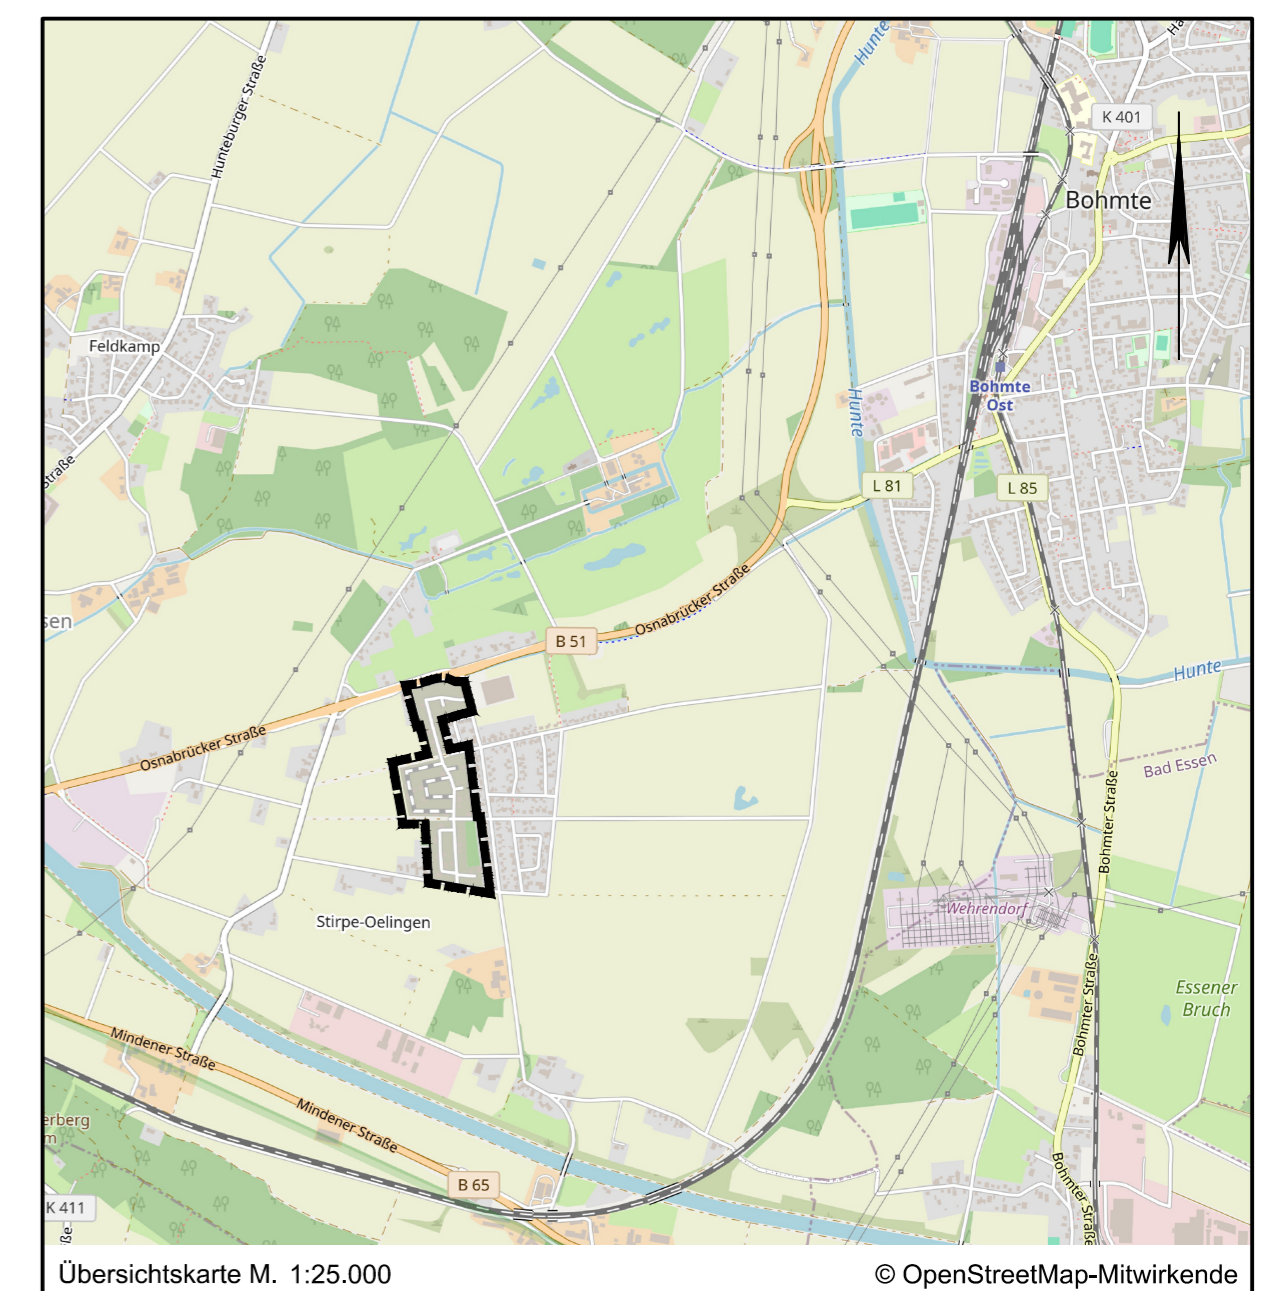 Hunte
Hunteburger Straße
K 401
Bohmte
Feldkamp
Bohmte
Ost
Hunte
Straße
L 81
L 85
Osnabrücker Straße
B 51
Hunte
Osnabrücker Straße
Bad Essen
Bohmter Straße
Wehrendorf
Stirpe-Oelingen
Essener
Bruch
Bohmter Straße
Mindener Straße
Mindener Straße
B 65
Bohmter Straße
K 411
Übersichtskarte M. 1:25.000
© OpenStreetMap-Mitwirkende